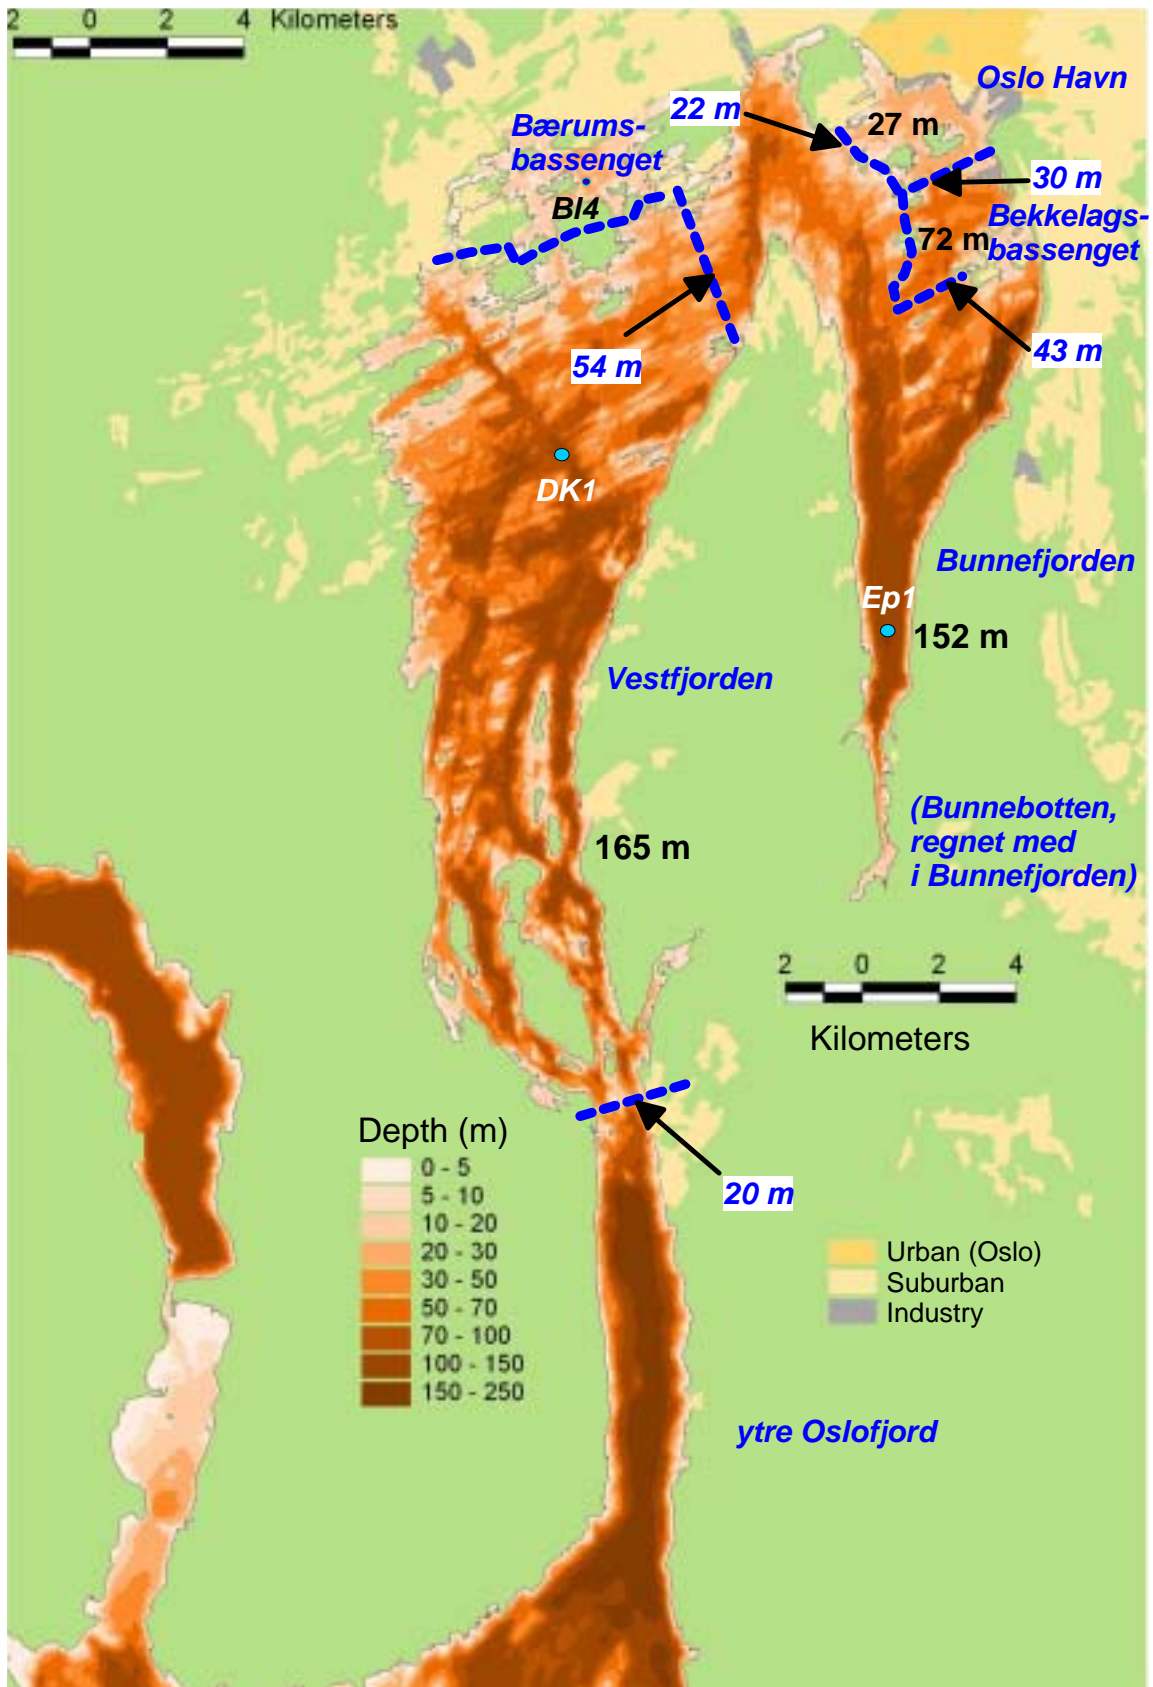 2 0 2 4 Kilometers
Oslo Havn
22 m
27 m
Bærums-
bassenget
30 m
BI4
Bekkelags-
bassenget
72 m
43 m
54 m
DK1
Bunnefjorden
Ep1
152 m
Vestfjorden
(Bunnebotten,
regnet med
i Bunnefjorden)
165 m
2 0 2 4
Kilometers
Depth (m)
0 - 5
5 - 10
10 - 20
20 - 30
30 - 50
50 - 70
70 - 100
100 - 150
150 - 250
20 m
Urban (Oslo)
Suburban
Industry
ytre Oslofjord